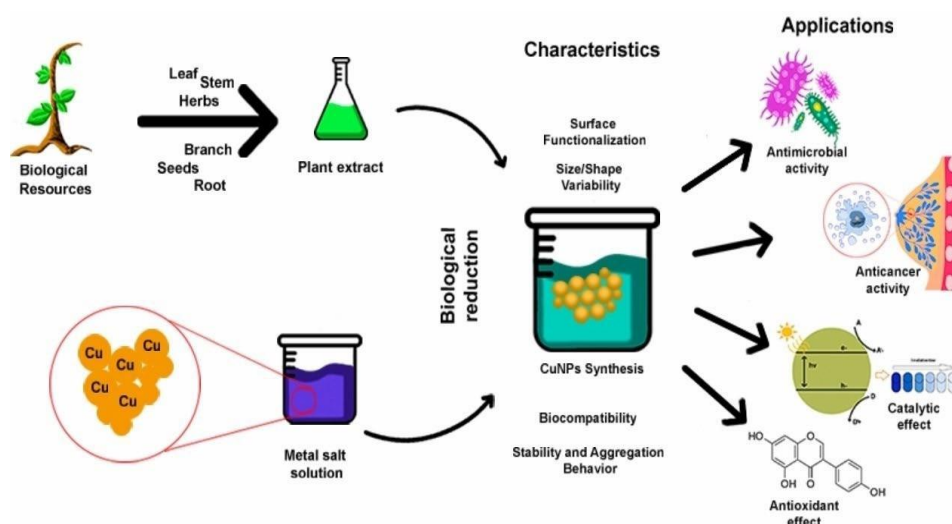 Applications
Characteristics
Leaf
Stem
Herbs
Branch
Seeds
Root
Biological
Resources
Plant extract
Surface
Functionalization
Size/Shape
Variability
Antimicrobial
activity
Biological
reduction
Anticancer
activity
Cu
Cu
Cu
Cu
Cu
CuNPs Synthesis
Metal salt
solution
Biocompatibility
Stability and Aggregation
Behavior
A
e-
hv
h-
D
Catalytic
effect
HO
O
OH
O
OH
Antioxidant
effect